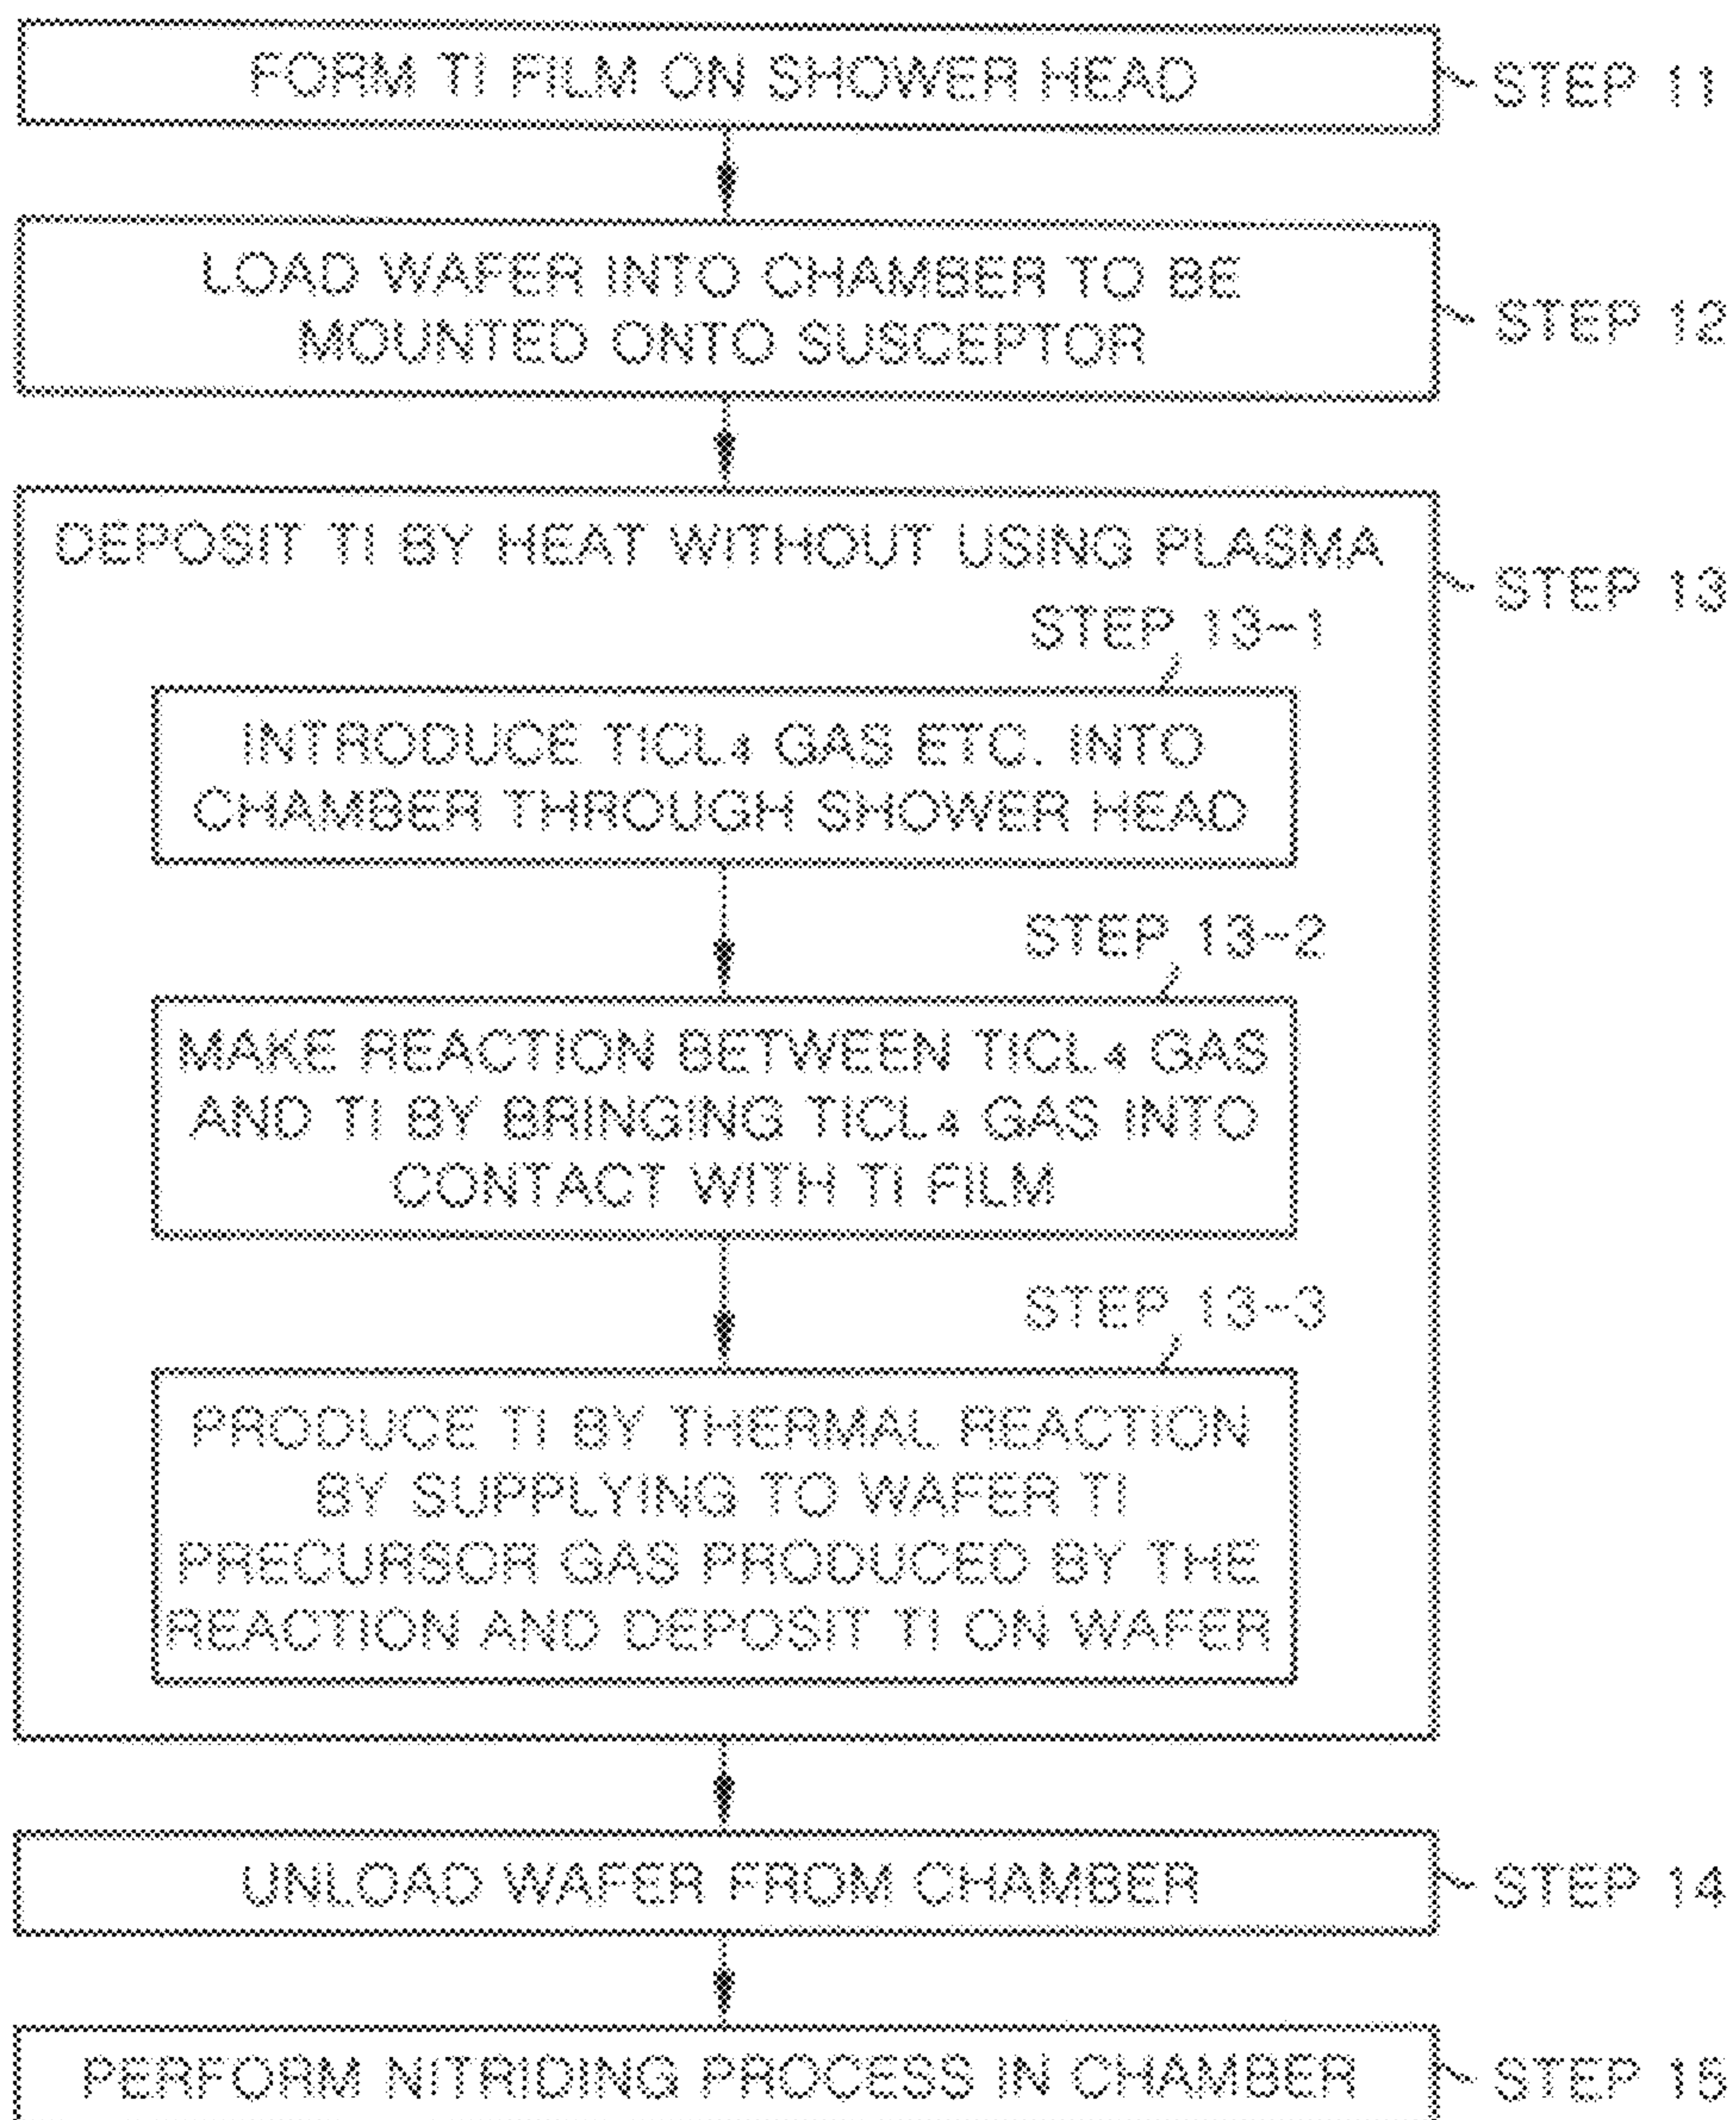 FORM TI FILM ON SHOWER HEAD
STEP 11
LOAD WAFER INTO CHAMBER TO BE
MOUNTED ONTO SUSCEPTOR
STEP 12
DEPOSIT TI BY HEAT WITHOUT USING PLASMA
STEP 13
STEP 13-1
INTRODUCE TICL4 GAS ETC. INTO
CHAMBER THROUGH SHOWER HEAD
STEP 13-2
MAKE REACTION BETWEEN TICL4 GAS
AND TI BY BRINGING TICL4 GAS INTO
CONTACT WITH TI FILM
STEP 13-3
PRODUCE TI BY THERMAL REACTION
BY SUPPLYING TO WAFER TI
PRECURSOR GAS PRODUCED BY THE
REACTION AND DEPOSIT TI ON WAFER
UNLOAD WAFER FROM CHAMBER
STEP 14
PERFORM NITRIDING PROCESS IN CHAMBER
STEP 15